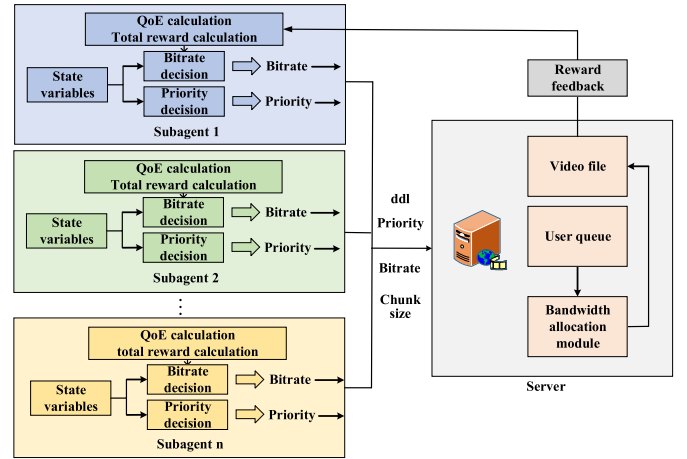 QoE calculation
Total reward calculation
State
variables
Bitrate
decision
Bitrate
Priority
decision
Priority
Subagent 1
QoE calculation
Total reward calculation
State
variables
Bitrate
decision
Bitrate
Priority
decision
Priority
Subagent 2
QoE calculation
total reward calculation
State
variables
Bitrate
decision
Bitrate
Priority
decision
Priority
Subagent n
ddl
Priority
Bitrate
Chunk
size
Reward
feedback
Video file
User queue
Bandwidth
allocation
module
Server